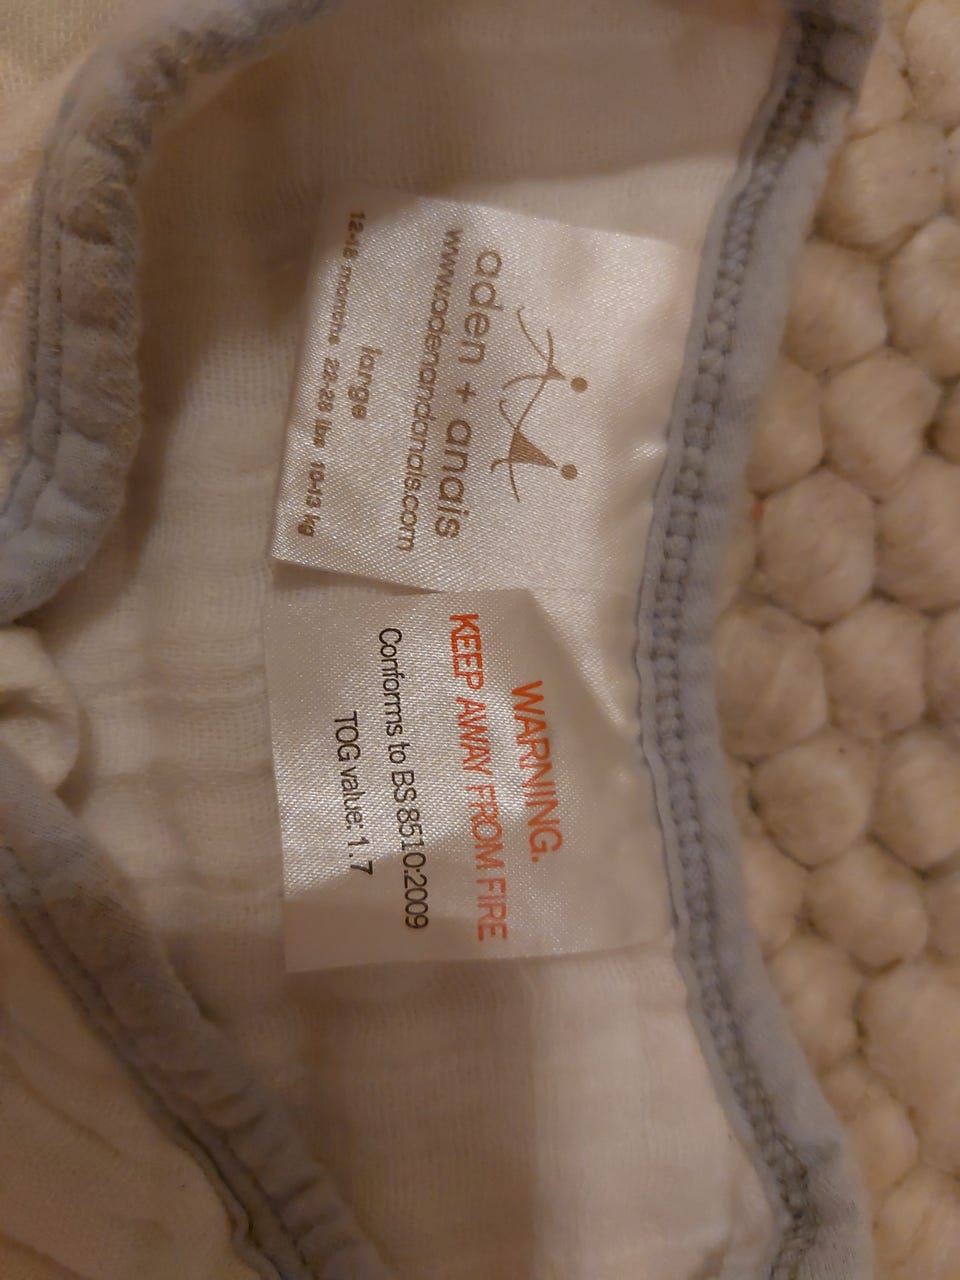 aden + anais
www.adenandanais.com
large
12-18 months 22-28 lbs 10-13 kg
WARNING.
KEEP AWAY FROM FIRE
Conforms to BS 8510:2009
TOG value: 1.7